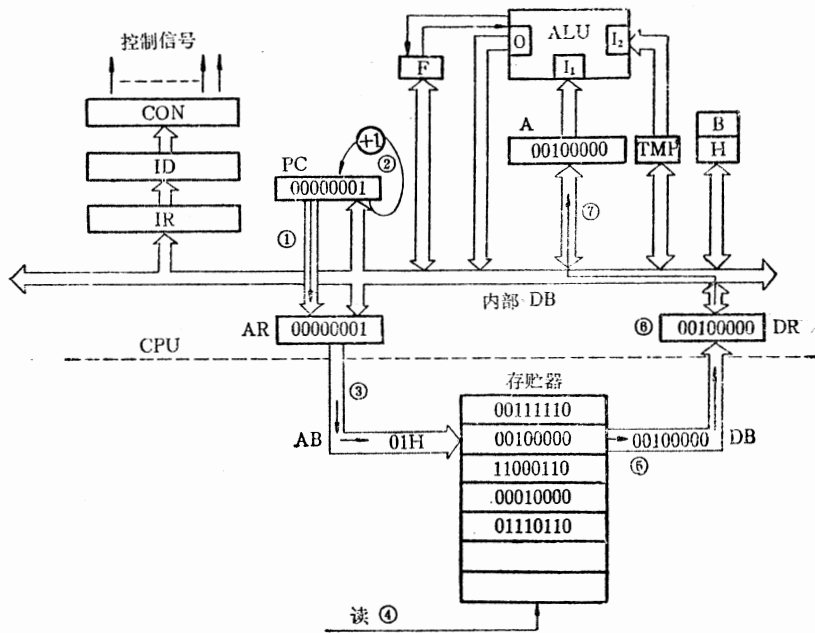 控制信号
CON
ID
IR
PC
+1
②
00000001
①
F
O
ALU
I₂
I₁
A
00100000
TMP
B
H
⑦
内部 DB
AR
00000001
⑥
00100000
DR
CPU
③
存贮器
00111110
AB
01H
00100000
00100000
DB
⑤
11000110
00010000
01110110
读 ④